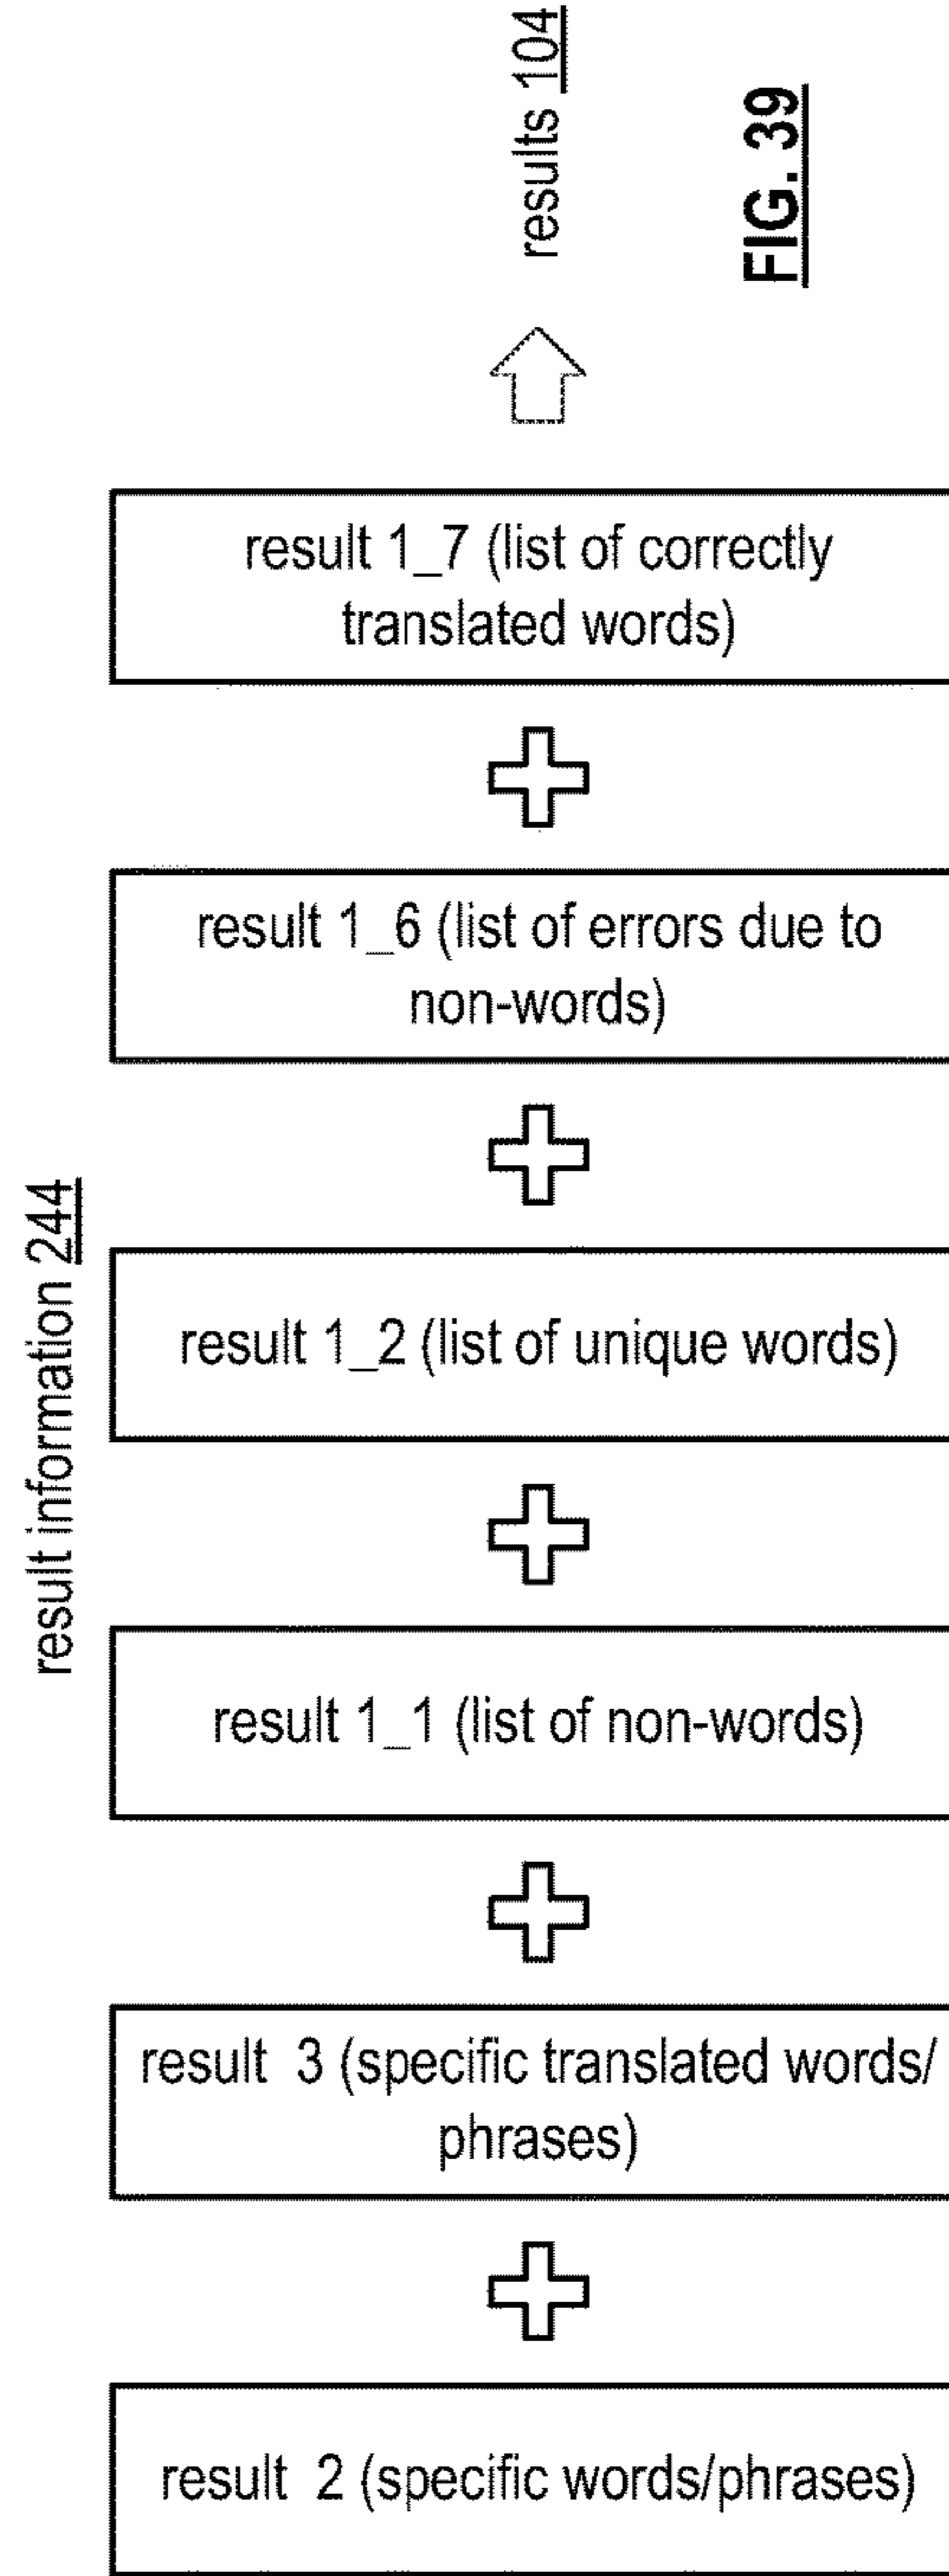 results 104
FIG. 39
result 1_7 (list of correctly
translated words)
result 1_6 (list of errors due to
non-words)
result information 244
result 1_2 (list of unique words)
result 1_1 (list of non-words)
result 3 (specific translated words/
phrases)
result 2 (specific words/phrases)